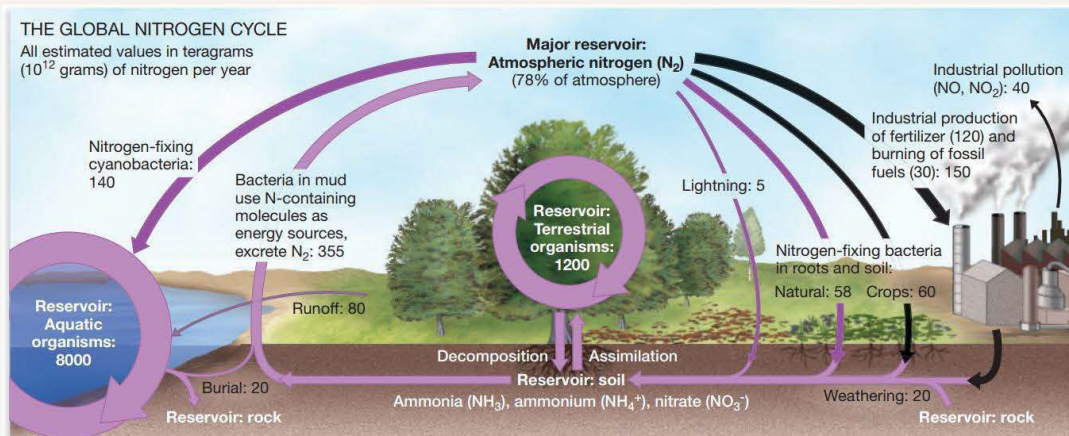 THE GLOBAL NITROGEN CYCLE
All estimated values in teragrams
(10¹² grams) of nitrogen per year
Major reservoir:
Atmospheric nitrogen (N₂)
(78% of atmosphere)
Industrial pollution
(NO, NO₂): 40
Industrial production
of fertilizer (120) and
burning of fossil
fuels (30): 150
Nitrogen-fixing
cyanobacteria:
140
Bacteria in mud
use N-containing
molecules as
energy sources,
excrete N₂: 355
Lightning: 5
Reservoir:
Terrestrial
organisms:
1200
Nitrogen-fixing bacteria
in roots and soil:
Natural: 58 Crops: 60
Reservoir:
Aquatic
organisms:
8000
Runoff: 80
Decomposition
Assimilation
Burial: 20
Reservoir: soil
Ammonia (NH₃), ammonium (NH₄⁺), nitrate (NO₃⁻)
Weathering: 20
Reservoir: rock
Reservoir: rock